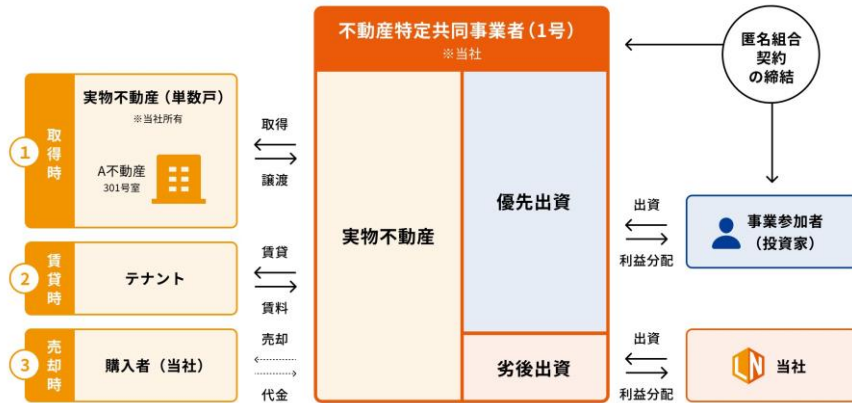 不動産特定共同事業者（1号）
※当社
匿名組合
契約
の締結
1
取得時
実物不動産（単数戸）
※当社所有
A不動産
301号室
取得
譲渡
実物不動産
優先出資
出資
利益分配
事業参加者
（投資家）
2
賃貸時
テナント
賃貸
賃料
3
売却時
購入者（当社）
売却
代金
劣後出資
出資
利益分配
LN
当社